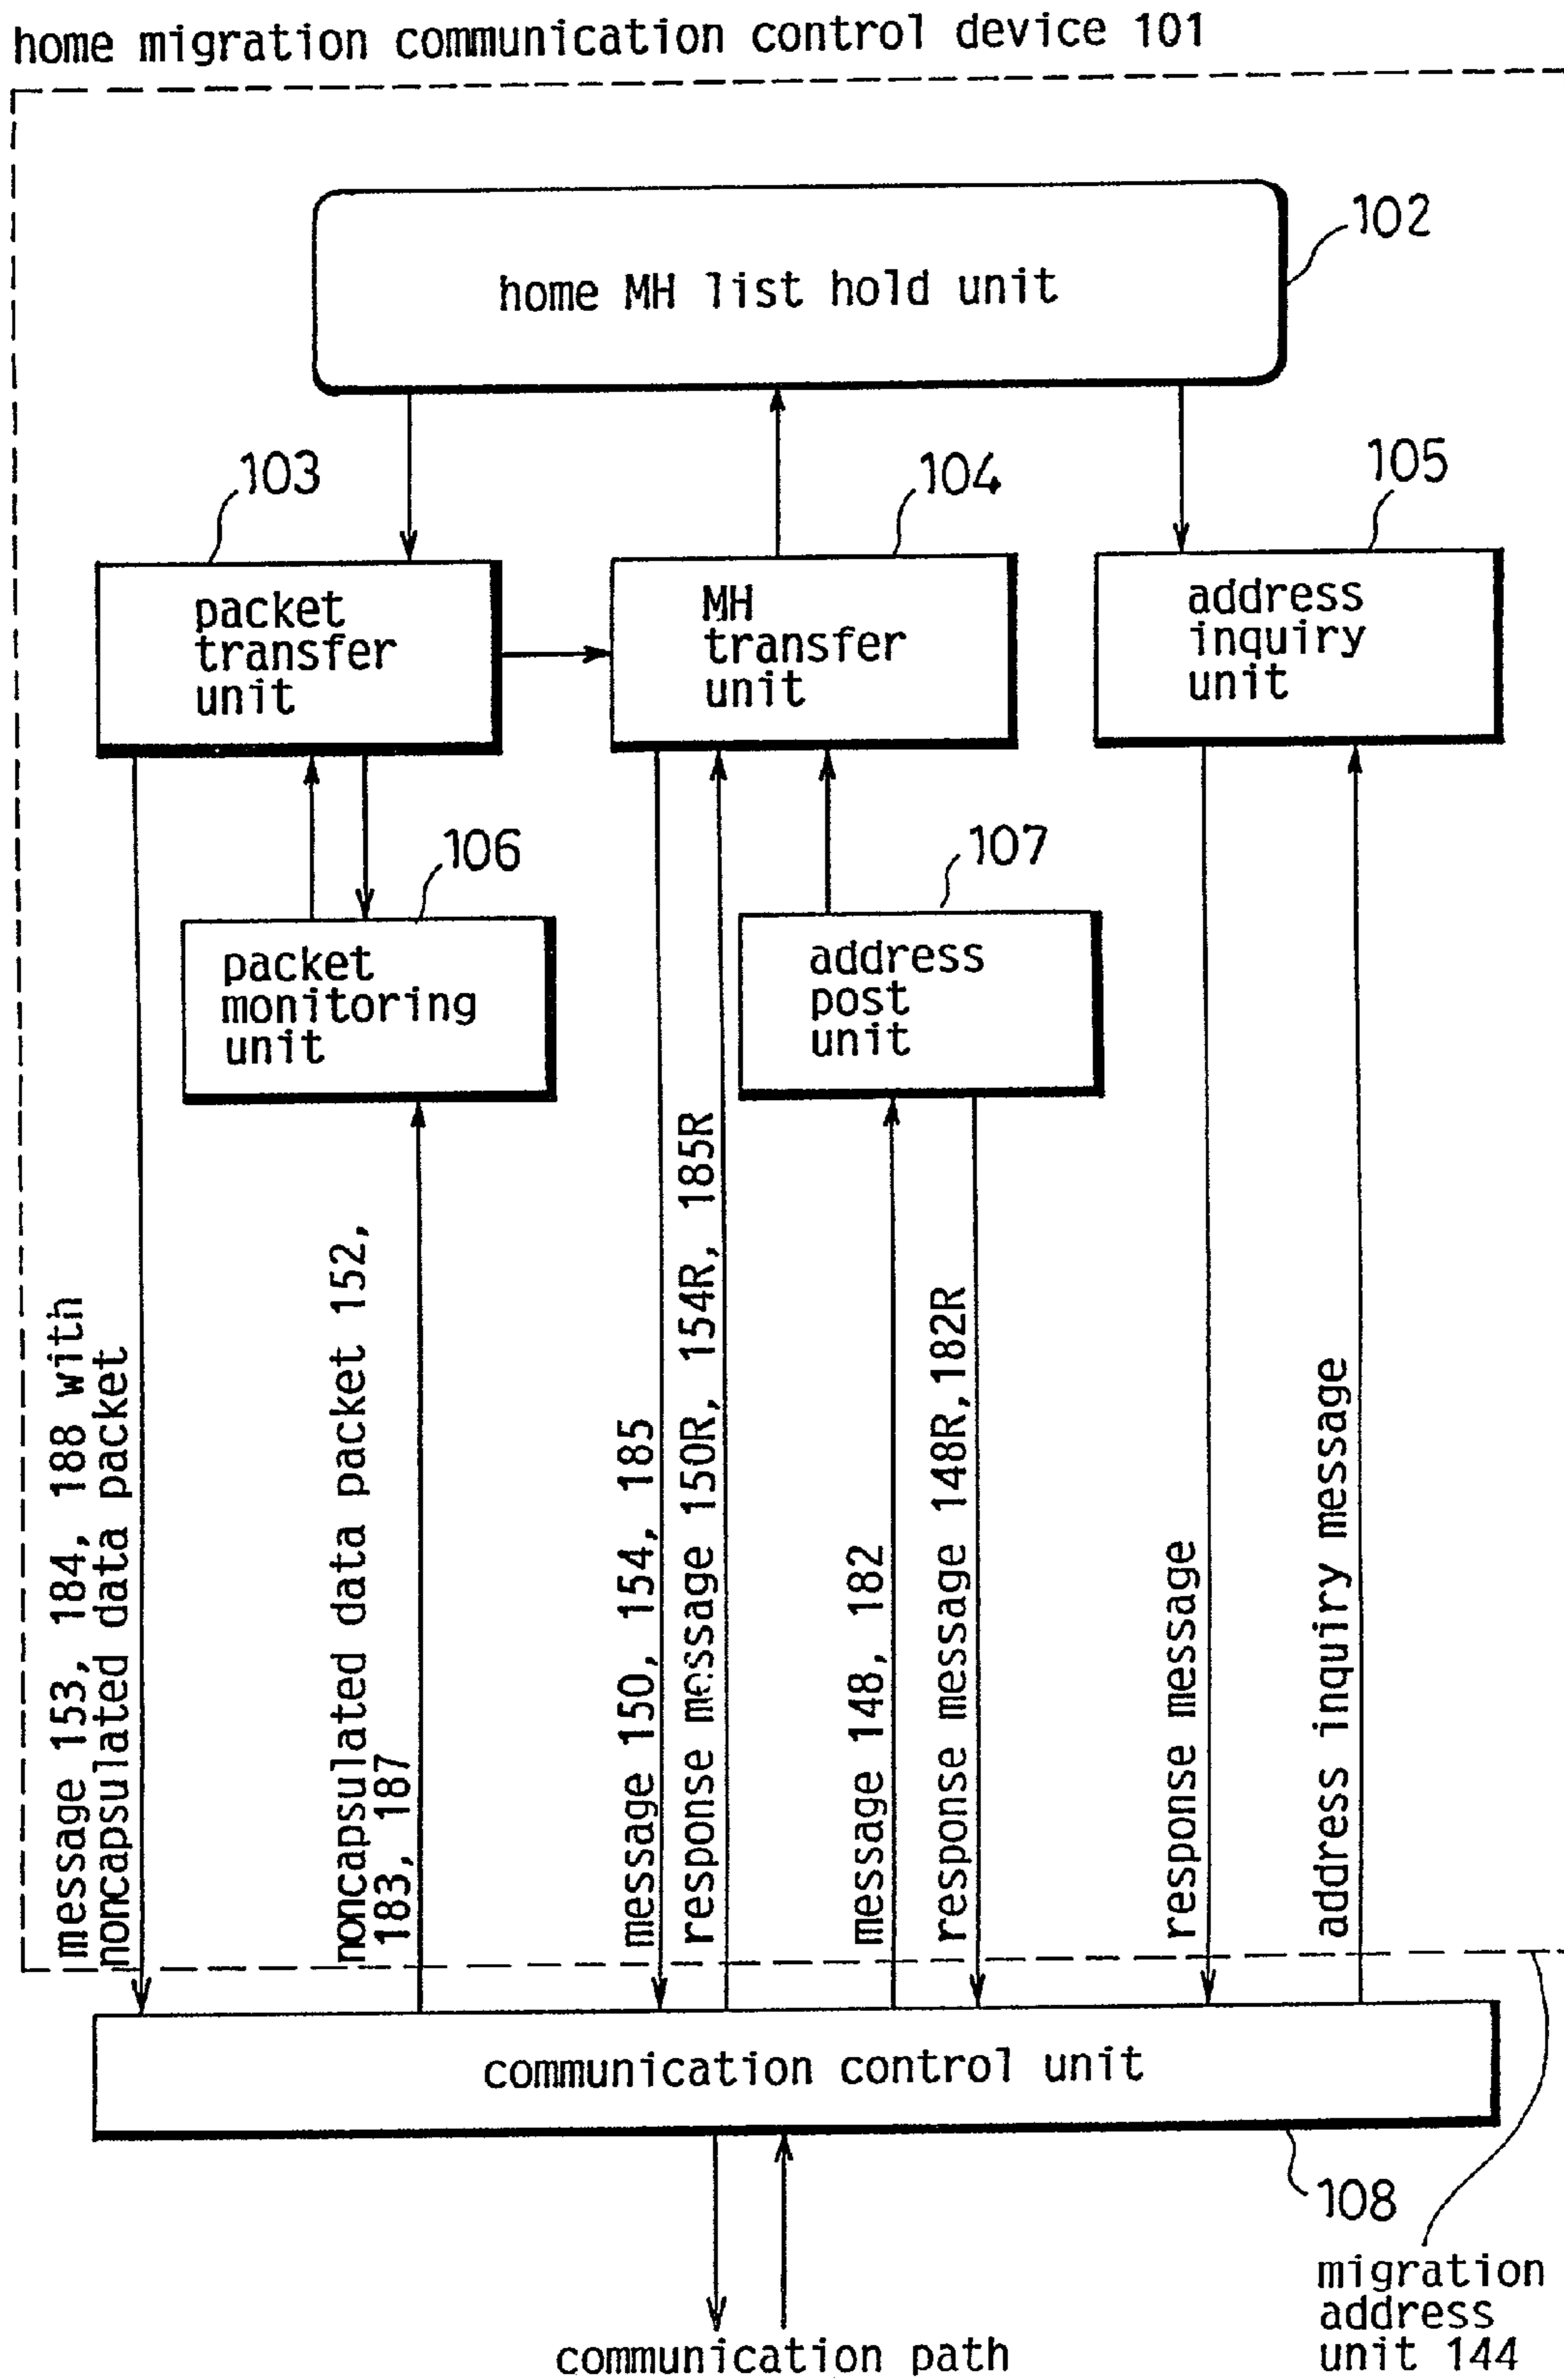 home migration communication control device 101
102
home MH list hold unit
103
104
105
packet
transfer
unit
MH
transfer
unit
address
inquiry
unit
106
107
packet
monitoring
unit
address
post
unit
message 153, 184, 188 with
noncapsulated data packet
noncapsulated data packet 152,
183, 187
message 150, 154, 185
response message 150R, 154R, 185R
message 148, 182
response message 148R,182R
response message
address inquiry message
communication control unit
108
migration
address
unit 144
communication path